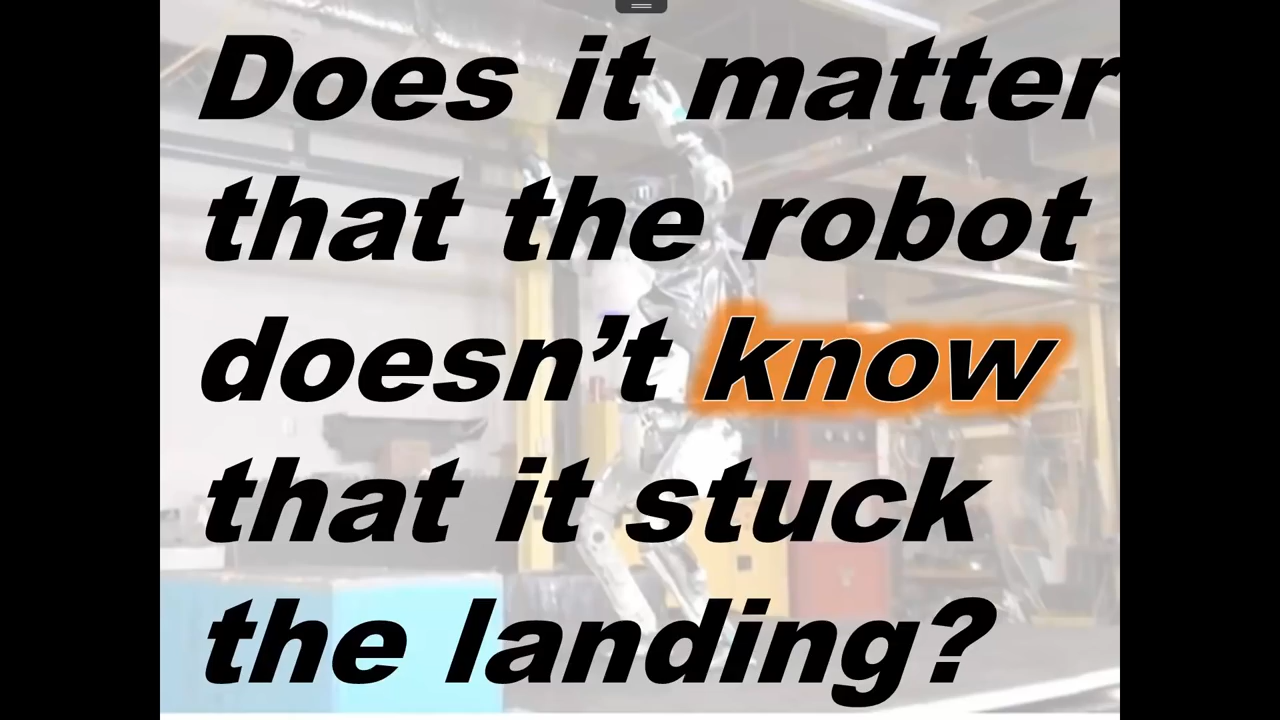 Does it matter
that the robot
doesn’t know
that it stuck
the landing?